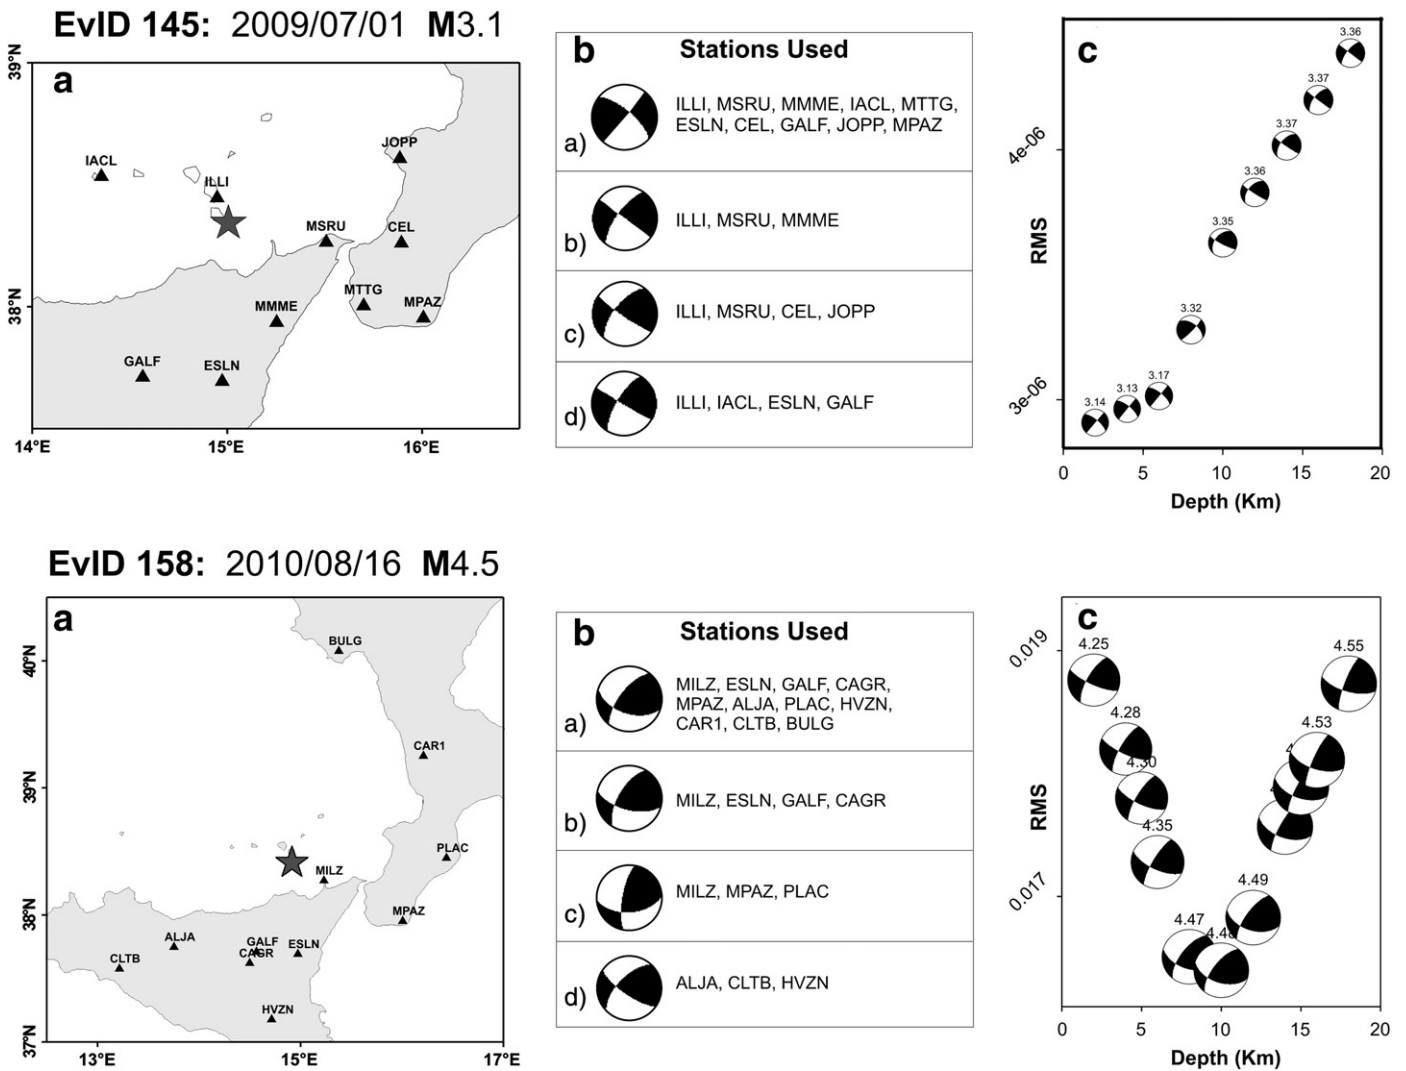 EvID 145: 2009/07/01 M3.1
a
39°N
38°N
14°E
15°E
16°E
IACL
ILLI
JOPP
MSRU
CEL
MTTG
MPAZ
MMME
GALF
ESLN
b Stations Used
a) ILLI, MSRU, MMME, IACL, MTTG,
ESLN, CEL, GALF, JOPP, MPAZ
b) ILLI, MSRU, MMME
c) ILLI, MSRU, CEL, JOPP
d) ILLI, IACL, ESLN, GALF
c
RMS
4e-06
3e-06
3.14
3.13
3.17
3.32
3.35
3.36
3.37
3.37
3.36
0 5 10 15 20
Depth (Km)
EvID 158: 2010/08/16 M4.5
a
40°N
39°N
38°N
37°N
13°E
15°E
17°E
BULG
CAR1
PLAC
MILZ
MPAZ
ALJA
GALF
CAGR
ESLN
CLTB
HVZN
b Stations Used
a) MILZ, ESLN, GALF, CAGR,
MPAZ, ALJA, PLAC, HVZN,
CAR1, CLTB, BULG
b) MILZ, ESLN, GALF, CAGR
c) MILZ, MPAZ, PLAC
d) ALJA, CLTB, HVZN
c
RMS
0.019
0.017
4.25
4.28
4.30
4.35
4.47
4.48
4.49
4.53
4.55
0 5 10 15 20
Depth (Km)